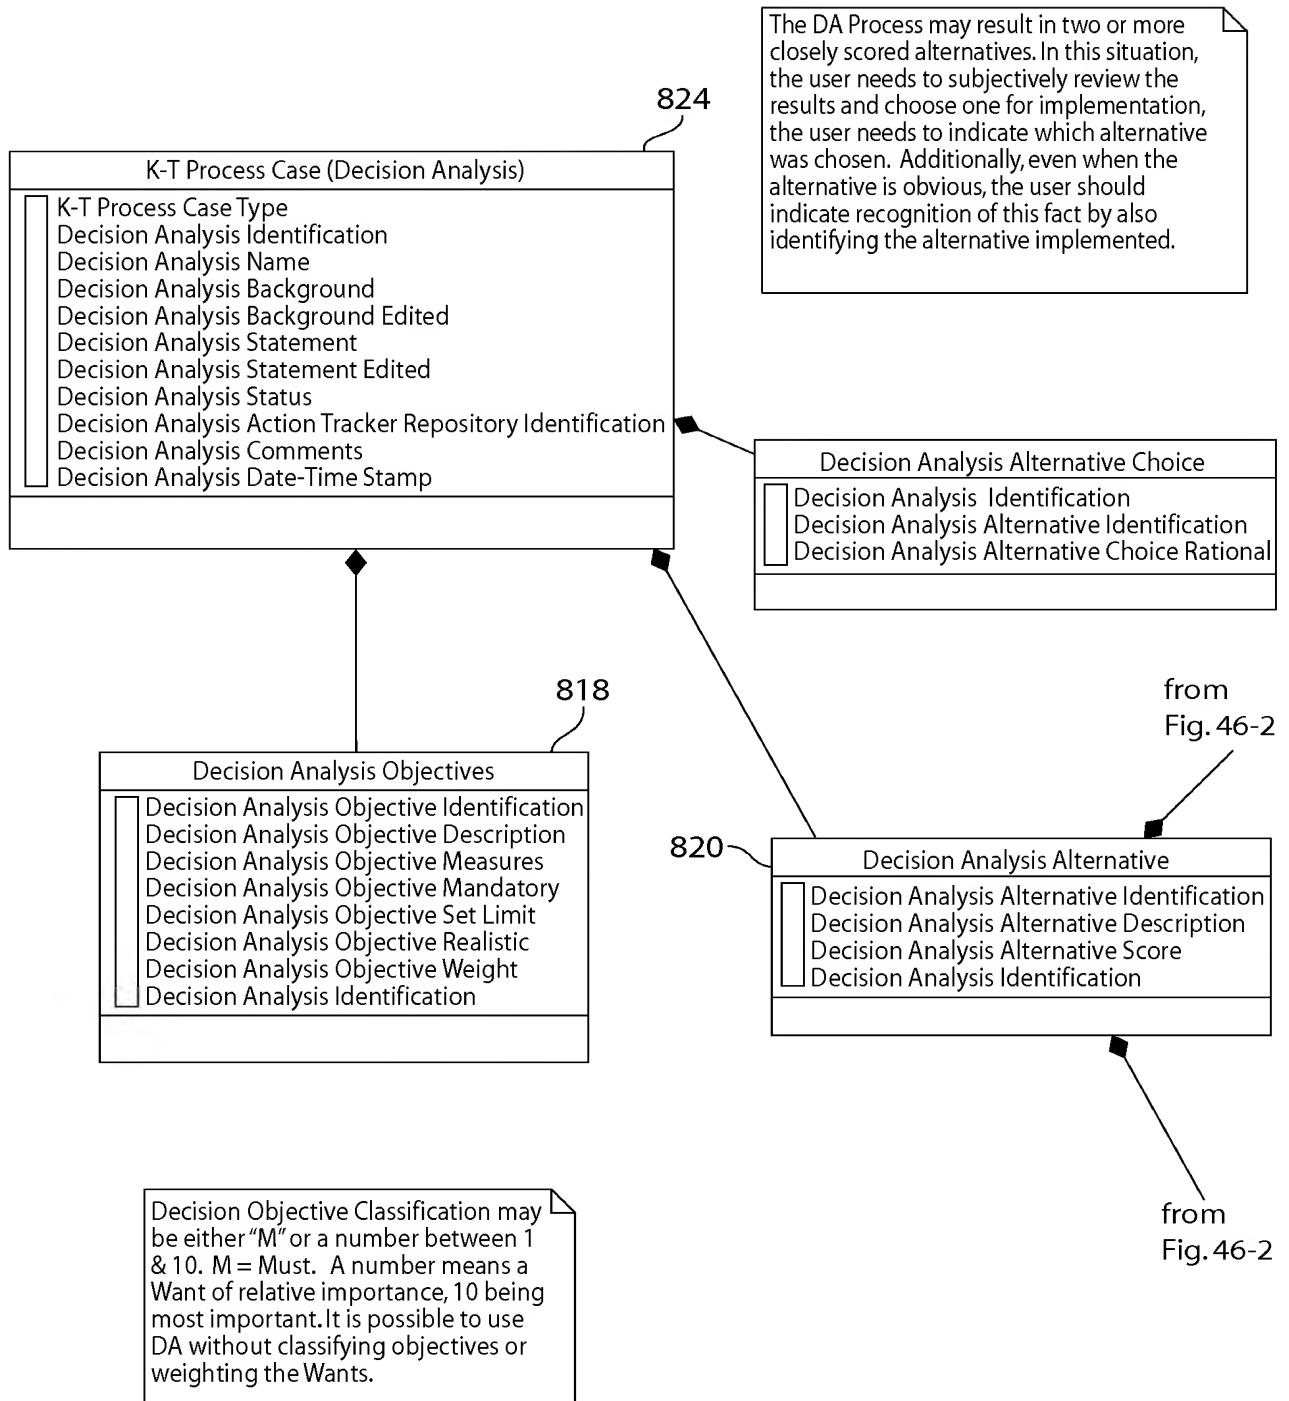 The DA Process may result in two or more
closely scored alternatives. In this situation,
the user needs to subjectively review the
results and choose one for implementation,
the user needs to indicate which alternative
was chosen. Additionally, even when the
alternative is obvious, the user should
indicate recognition of this fact by also
identifying the alternative implemented.
824
K-T Process Case (Decision Analysis)
K-T Process Case Type
Decision Analysis Identification
Decision Analysis Name
Decision Analysis Background
Decision Analysis Background Edited
Decision Analysis Statement
Decision Analysis Statement Edited
Decision Analysis Status
Decision Analysis Action Tracker Repository Identification
Decision Analysis Comments
Decision Analysis Date-Time Stamp
Decision Analysis Alternative Choice
Decision Analysis Identification
Decision Analysis Alternative Identification
Decision Analysis Alternative Choice Rational
818
Decision Analysis Objectives
Decision Analysis Objective Identification
Decision Analysis Objective Description
Decision Analysis Objective Measures
Decision Analysis Objective Mandatory
Decision Analysis Objective Set Limit
Decision Analysis Objective Realistic
Decision Analysis Objective Weight
Decision Analysis Identification
from
Fig. 46-2
820
Decision Analysis Alternative
Decision Analysis Alternative Identification
Decision Analysis Alternative Description
Decision Analysis Alternative Score
Decision Analysis Identification
from
Fig. 46-2
Decision Objective Classification may
be either “M” or a number between 1
& 10. M = Must. A number means a
Want of relative importance, 10 being
most important. It is possible to use
DA without classifying objectives or
weighting the Wants.